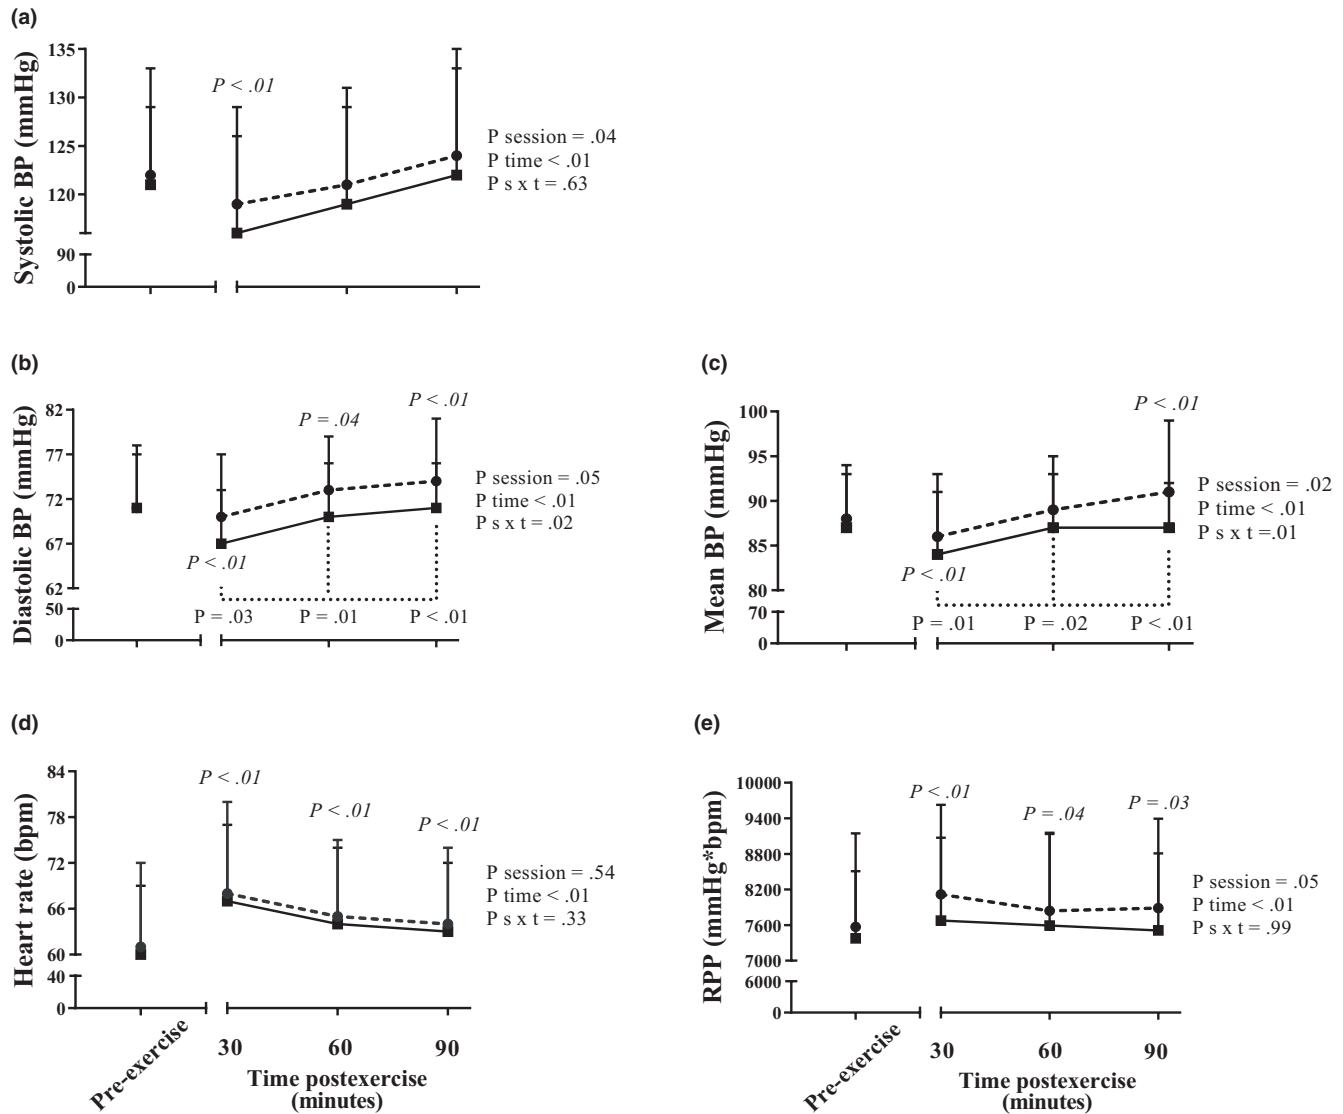 (a)
Systolic BP (mmHg)
135
130
125
120
90
0
P < .01
P session = .04
P time < .01
P s x t = .63
(b)
Diastolic BP (mmHg)
82
77
72
67
62
50
0
P < .01
P = .04
P < .01
P = .03
P = .01
P < .01
P session = .05
P time < .01
P s x t = .02
(c)
Mean BP (mmHg)
100
95
90
85
80
70
0
P < .01
P < .01
P = .01
P = .02
P < .01
P session = .02
P time < .01
P s x t =.01
(d)
Heart rate (bpm)
84
78
72
66
60
40
0
P < .01
P < .01
P < .01
P session = .54
P time < .01
P s x t = .33
Pre-exercise
30
60
90
Time postexercise
(minutes)
(e)
RPP (mmHg*bpm)
10000
9400
8800
8200
7600
7000
6000
0
P < .01
P = .04
P = .03
P session = .05
P time < .01
P s x t = .99
Pre-exercise
30
60
90
Time postexercise
(minutes)